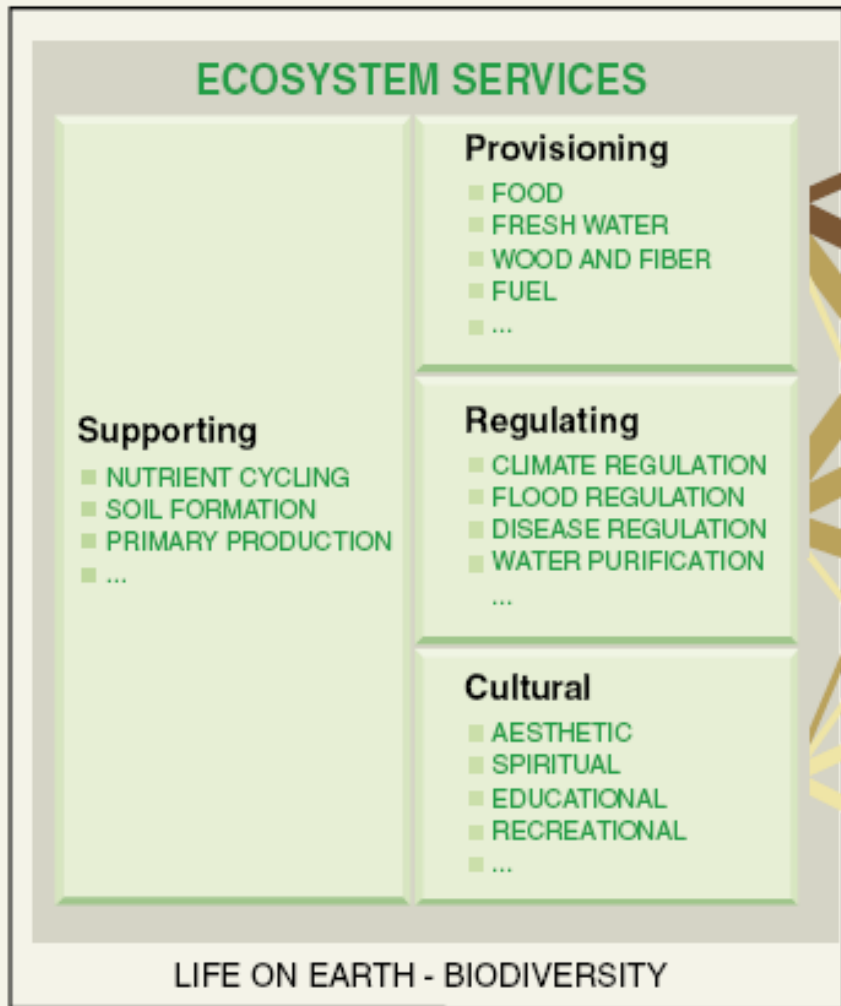 ECOSYSTEM SERVICES
Supporting
NUTRIENT CYCLING
SOIL FORMATION
PRIMARY PRODUCTION
...
Provisioning
FOOD
FRESH WATER
WOOD AND FIBER
FUEL
...
Regulating
CLIMATE REGULATION
FLOOD REGULATION
DISEASE REGULATION
WATER PURIFICATION
...
Cultural
AESTHETIC
SPIRITUAL
EDUCATIONAL
RECREATIONAL
...
LIFE ON EARTH - BIODIVERSITY